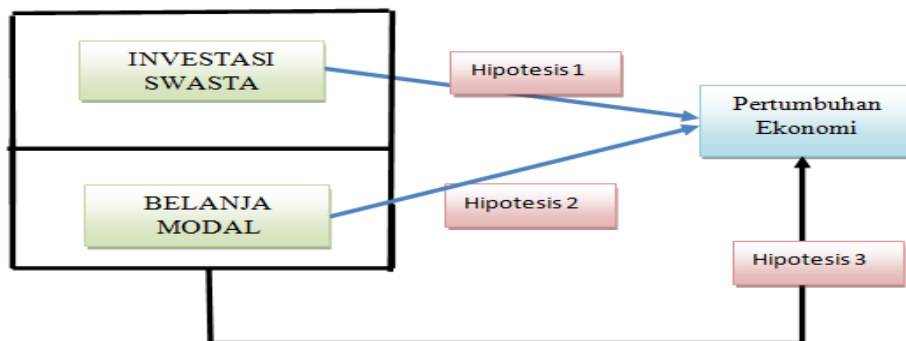 INVESTASI
SWASTA
Hipotesis 1
Pertumbuhan
Ekonomi
BELANJA
MODAL
Hipotesis 2
Hipotesis 3